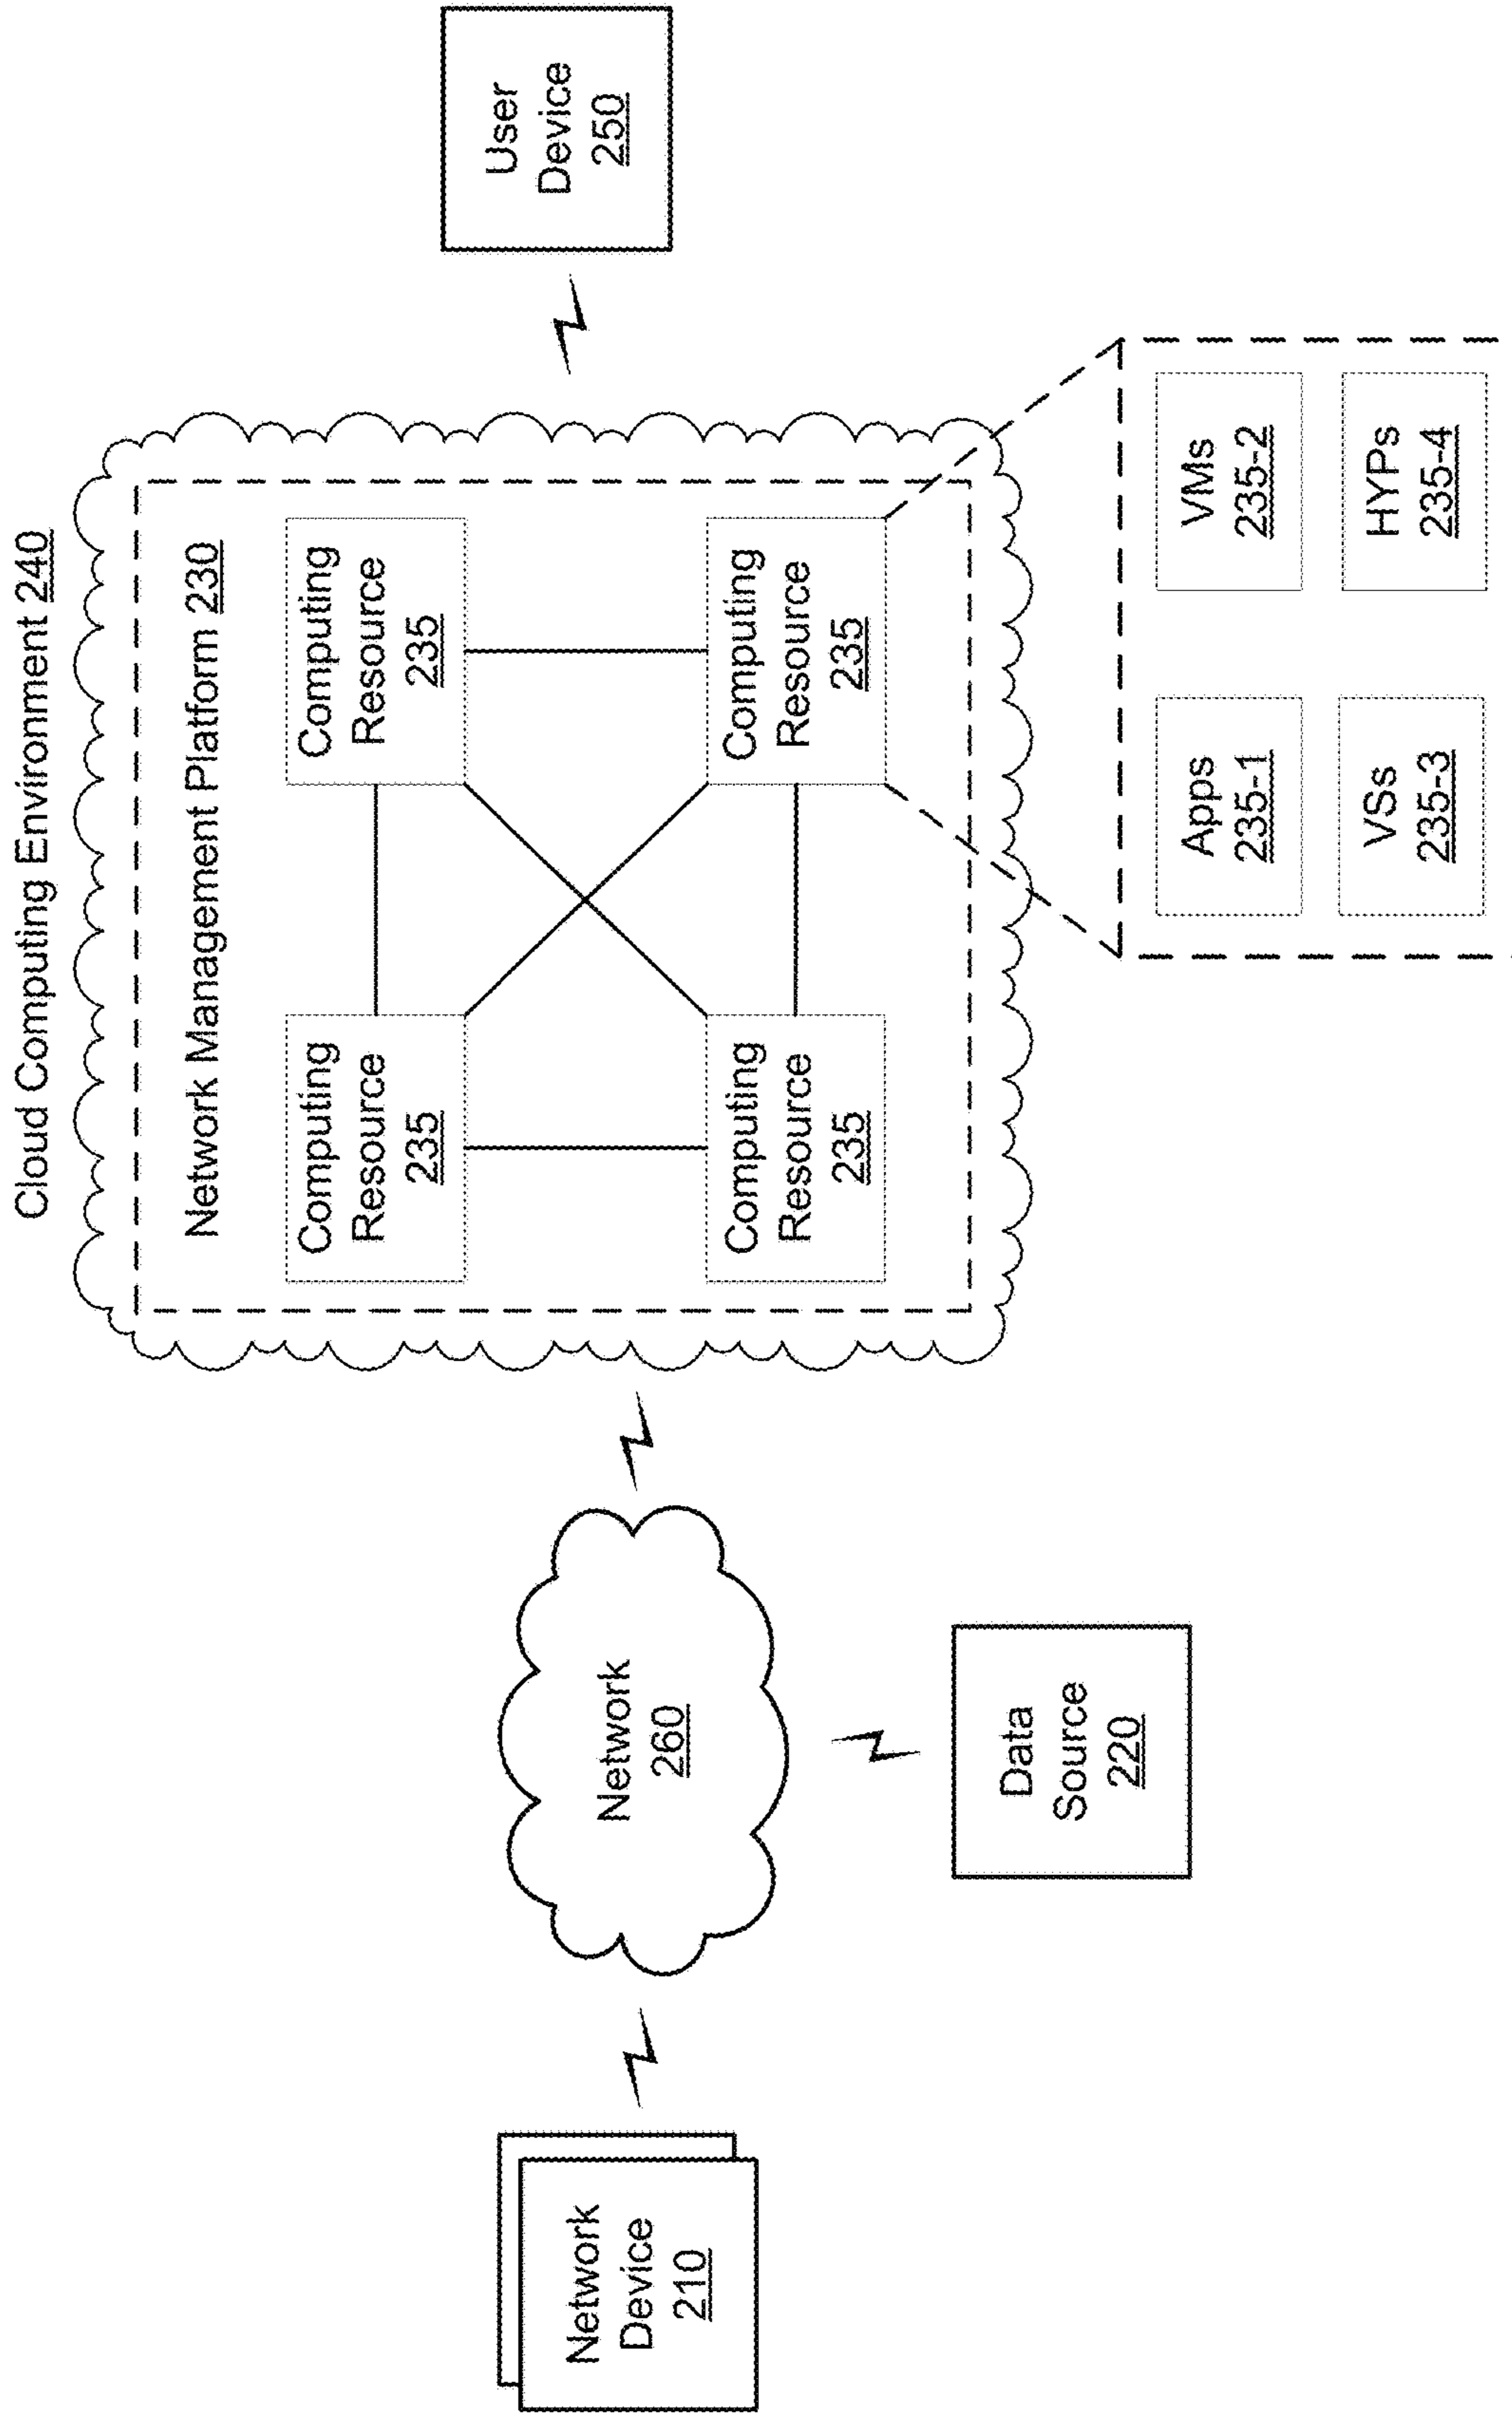 Cloud Computing Environment 240
Network Management Platform 230
Computing
Resource
235
Computing
Resource
235
Computing
Resource
235
Computing
Resource
235
User
Device
250
Network
Device
210
Network
260
Data
Source
220
Apps
235-1
VMs
235-2
VSs
235-3
HYPs
235-4